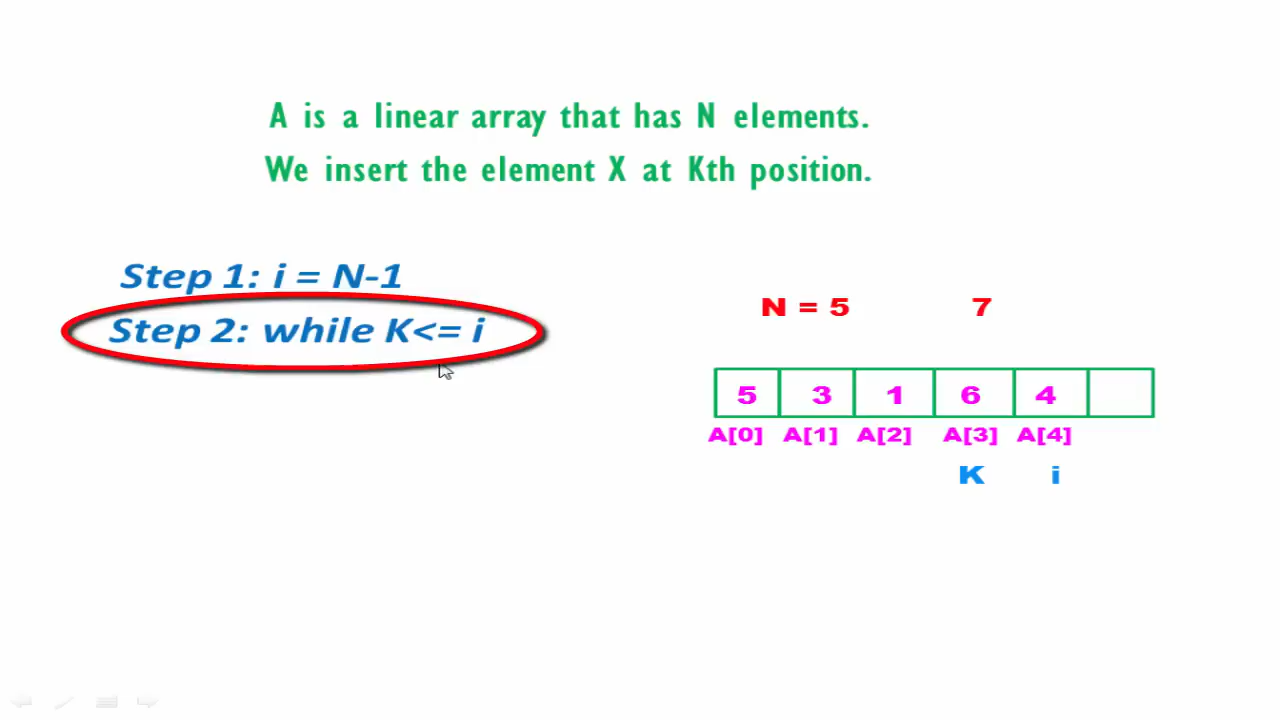 A is a linear array that has N elements.
We insert the element X at Kth position.
Step 1: i = N-1
Step 2: while K<= i
N = 5 7
5 3 1 6 4
A[0] A[1] A[2] A[3] A[4]
K i